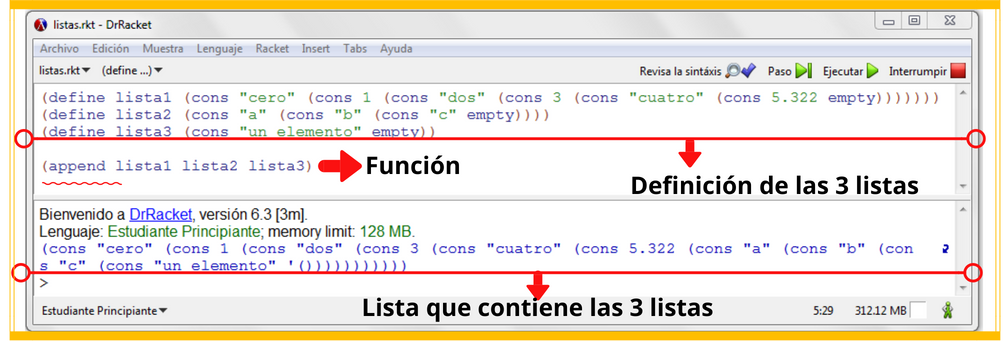 listas.rkt - DrRacket
Archivo Edición Muestra Lenguaje Racket Insert Tabs Ayuda
listas.rkt (define ...) Revisa la sintáxis Paso Ejecutar Interrumpir
(define lista1 (cons "cero" (cons 1 (cons "dos" (cons 3 (cons "cuatro" (cons 5.322 empty)))))))
(define lista2 (cons "a" (cons "b" (cons "c" empty))))
(define lista3 (cons "un elemento" empty))
(append lista1 lista2 lista3) Función
Definición de las 3 listas
Bienvenido a DrRacket, versión 6.3 [3m].
Lenguaje: Estudiante Principiante; memory limit: 128 MB.
(cons "cero" (cons 1 (cons "dos" (cons 3 (cons "cuatro" (cons 5.322 (cons "a" (cons "b" (con
s "c" (cons "un elemento" '()))))))))))
>
Lista que contiene las 3 listas
Estudiante Principiante 5:29 312.12 MB